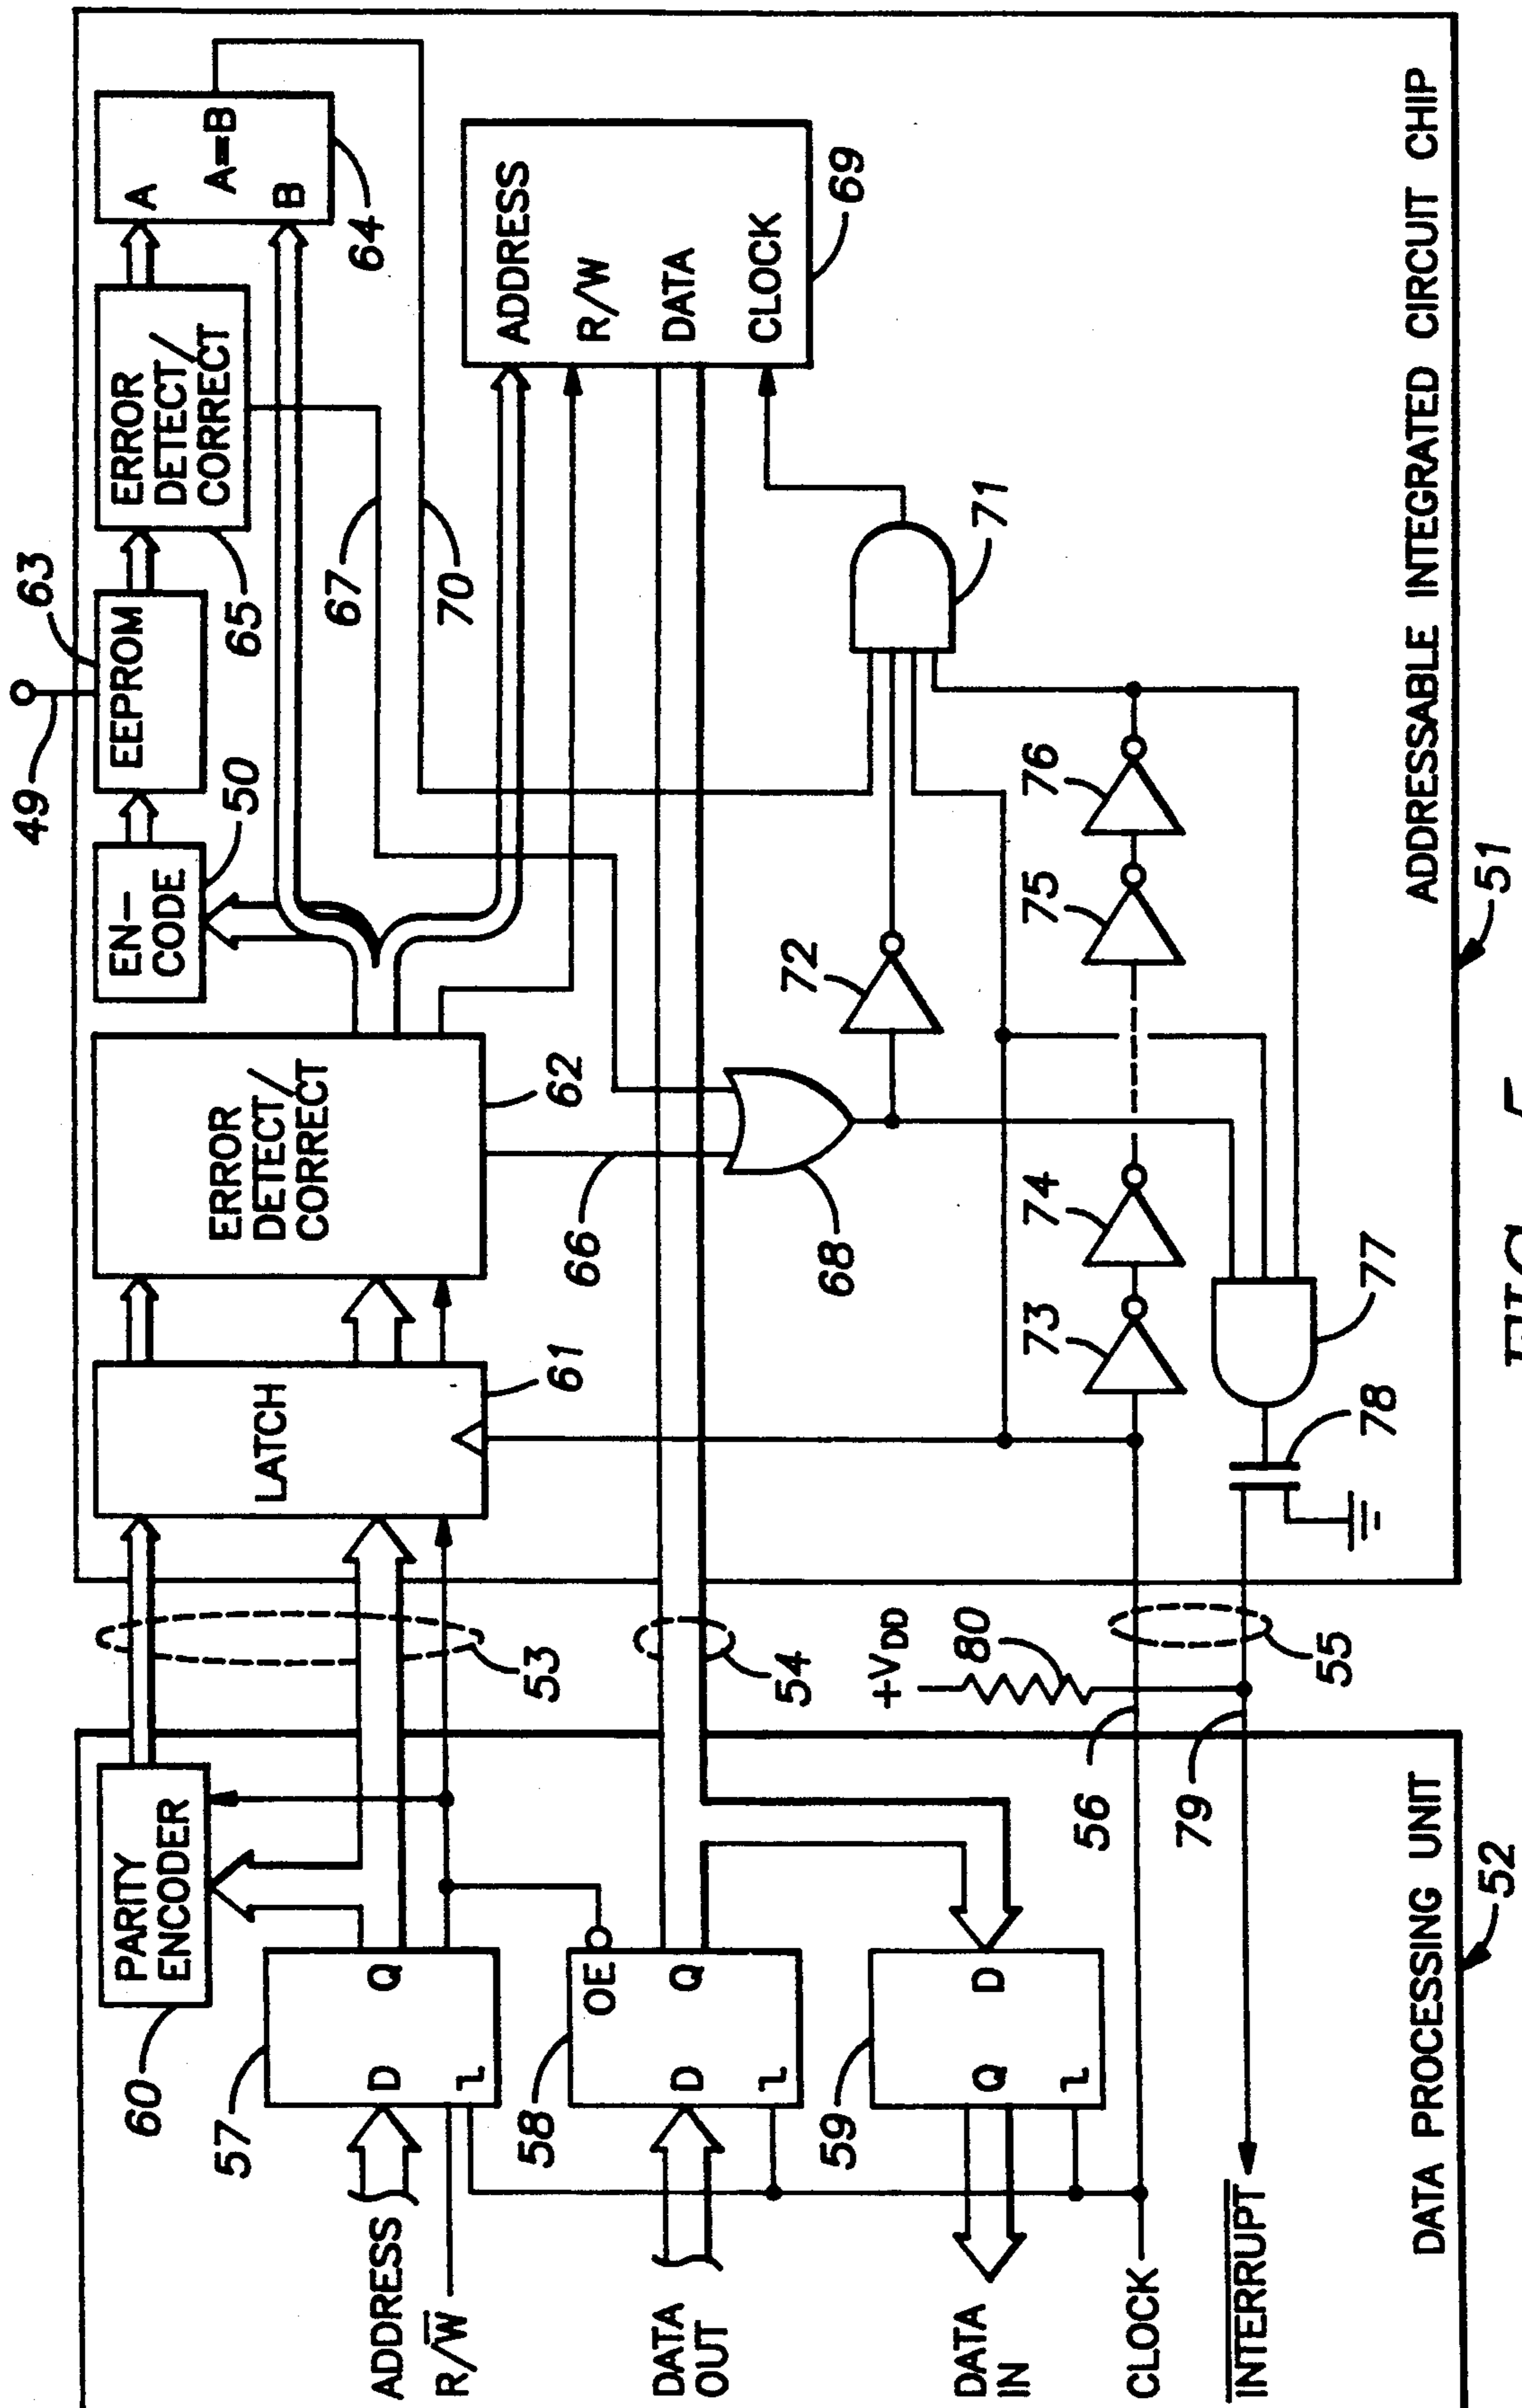 ADDRESS
R/W̅
DATA
OUT
DATA
IN
CLOCK
I̅N̅T̅E̅R̅R̅U̅P̅T̅
60
PARITY
ENCODER
57
D
Q
58
OE
D
Q
59
Q
D
DATA PROCESSING UNIT
52
53
54
+VDD
80
56
79
55
LATCH
61
ERROR
DETECT/
CORRECT
62
66
68
EN-
CODE
50
49
EEPROM
63
65
ERROR
DETECT/
CORRECT
67
70
A
A=B
B
64
ADDRESS
R/W
DATA
CLOCK
69
71
72
73
74
75
76
77
78
ADDRESSABLE INTEGRATED CIRCUIT CHIP
51